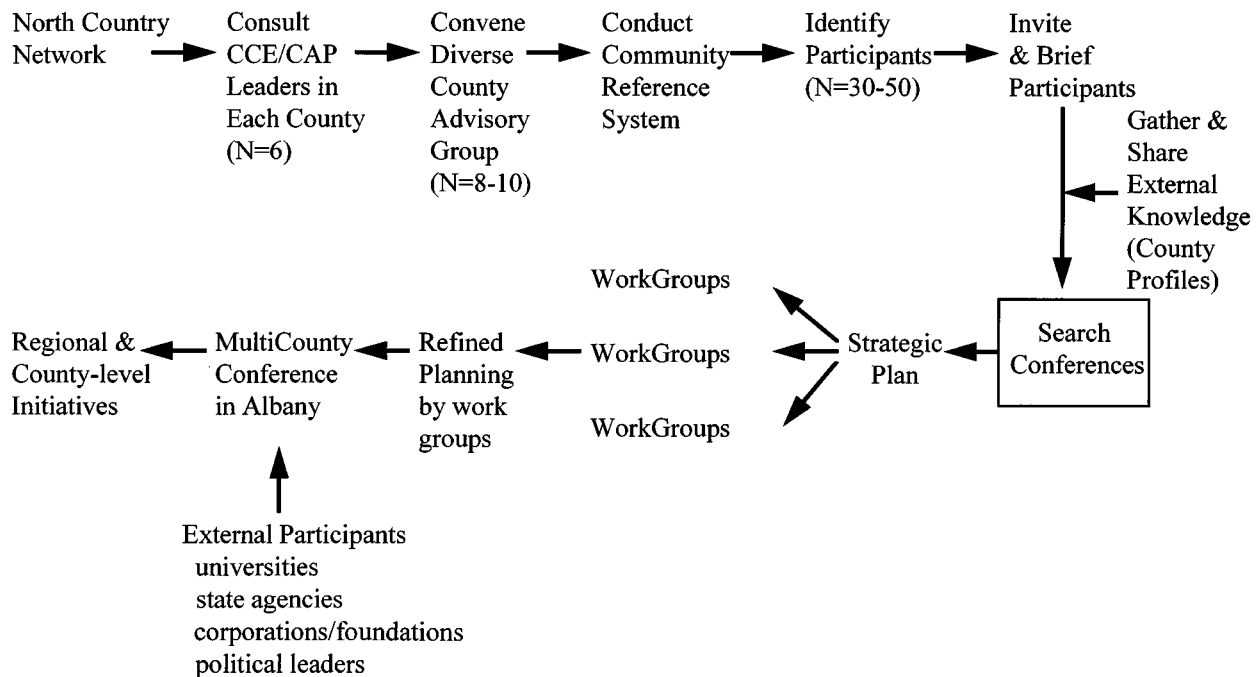 North Country
Network
Consult
CCE/CAP
Leaders in
Each County
(N=6)
Convene
Diverse
County
Advisory
Group
(N=8-10)
Conduct
Community
Reference
System
Identify
Participants
(N=30-50)
Invite
& Brief
Participants
Gather &
Share
External
Knowledge
(County
Profiles)
Search
Conferences
Strategic
Plan
WorkGroups
WorkGroups
WorkGroups
Refined
Planning
by work
groups
MultiCounty
Conference
in Albany
Regional &
County-level
Initiatives
External Participants
universities
state agencies
corporations/foundations
political leaders